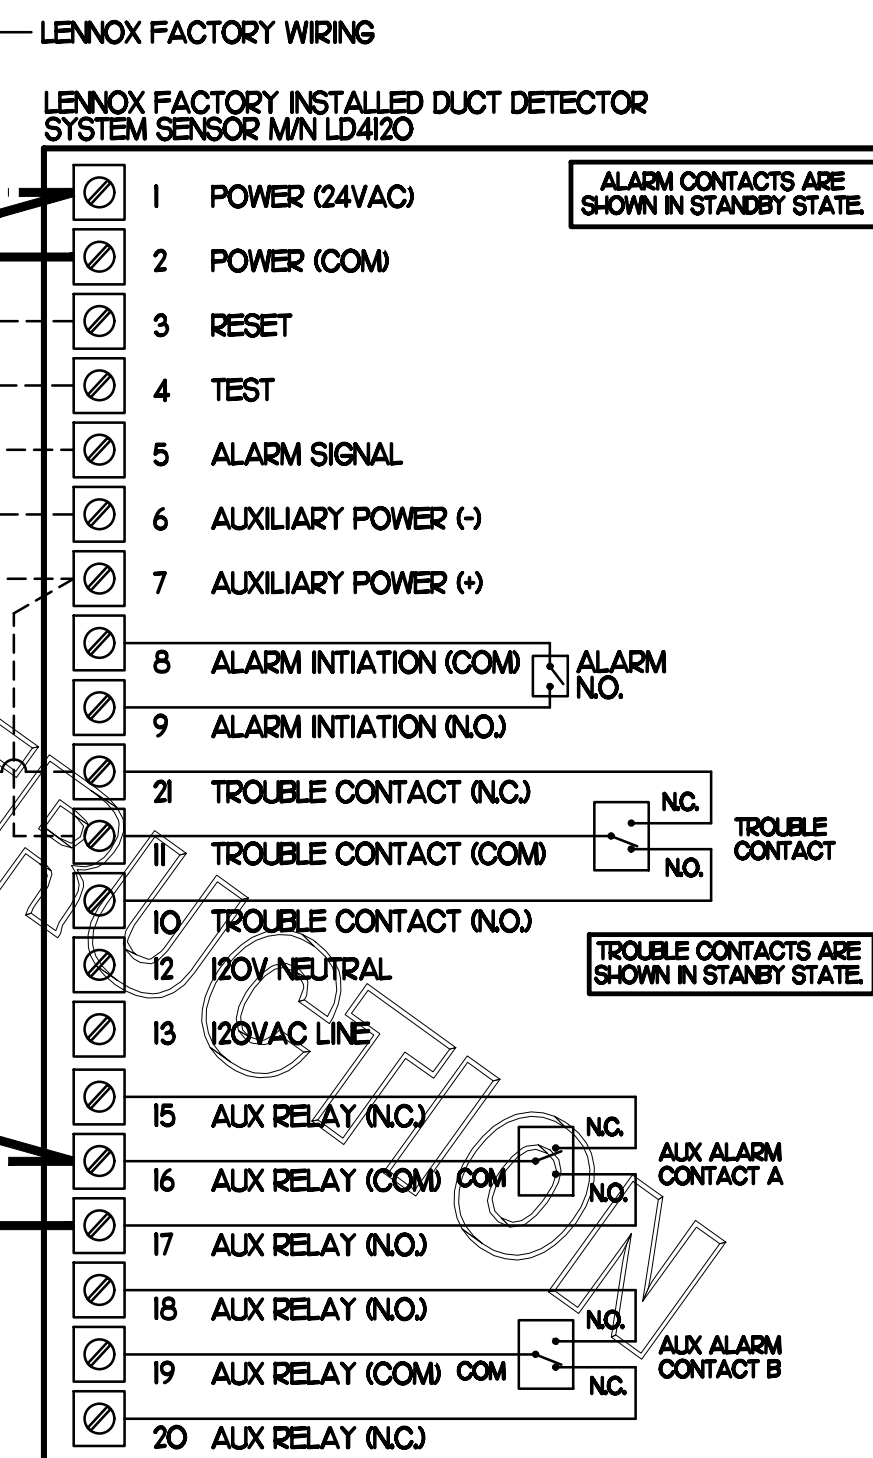 LENNOX FACTORY WIRING
LENNOX FACTORY INSTALLED DUCT DETECTOR
SYSTEM SENSOR M/N LD4120
ALARM CONTACTS ARE
SHOWN IN STANDBY STATE.
1 POWER (24VAC)
2 POWER (COM)
3 RESET
4 TEST
5 ALARM SIGNAL
6 AUXILIARY POWER (-)
7 AUXILIARY POWER (+)
8 ALARM INTIATION (COM)
ALARM
N.O.
9 ALARM INTIATION (N.O.)
21 TROUBLE CONTACT (N.C.)
N.C.
TROUBLE
CONTACT
11 TROUBLE CONTACT (COM)
N.O.
10 TROUBLE CONTACT (N.O.)
TROUBLE CONTACTS ARE
SHOWN IN STANBY STATE.
12 120V NEUTRAL
13 120VAC LINE
15 AUX RELAY (N.C.)
N.C.
AUX ALARM
CONTACT A
16 AUX RELAY (COM) COM
N.O.
17 AUX RELAY (N.O.)
18 AUX RELAY (N.O.)
N.O.
AUX ALARM
CONTACT B
19 AUX RELAY (COM) COM
N.C.
20 AUX RELAY (N.C.)
RUCTION